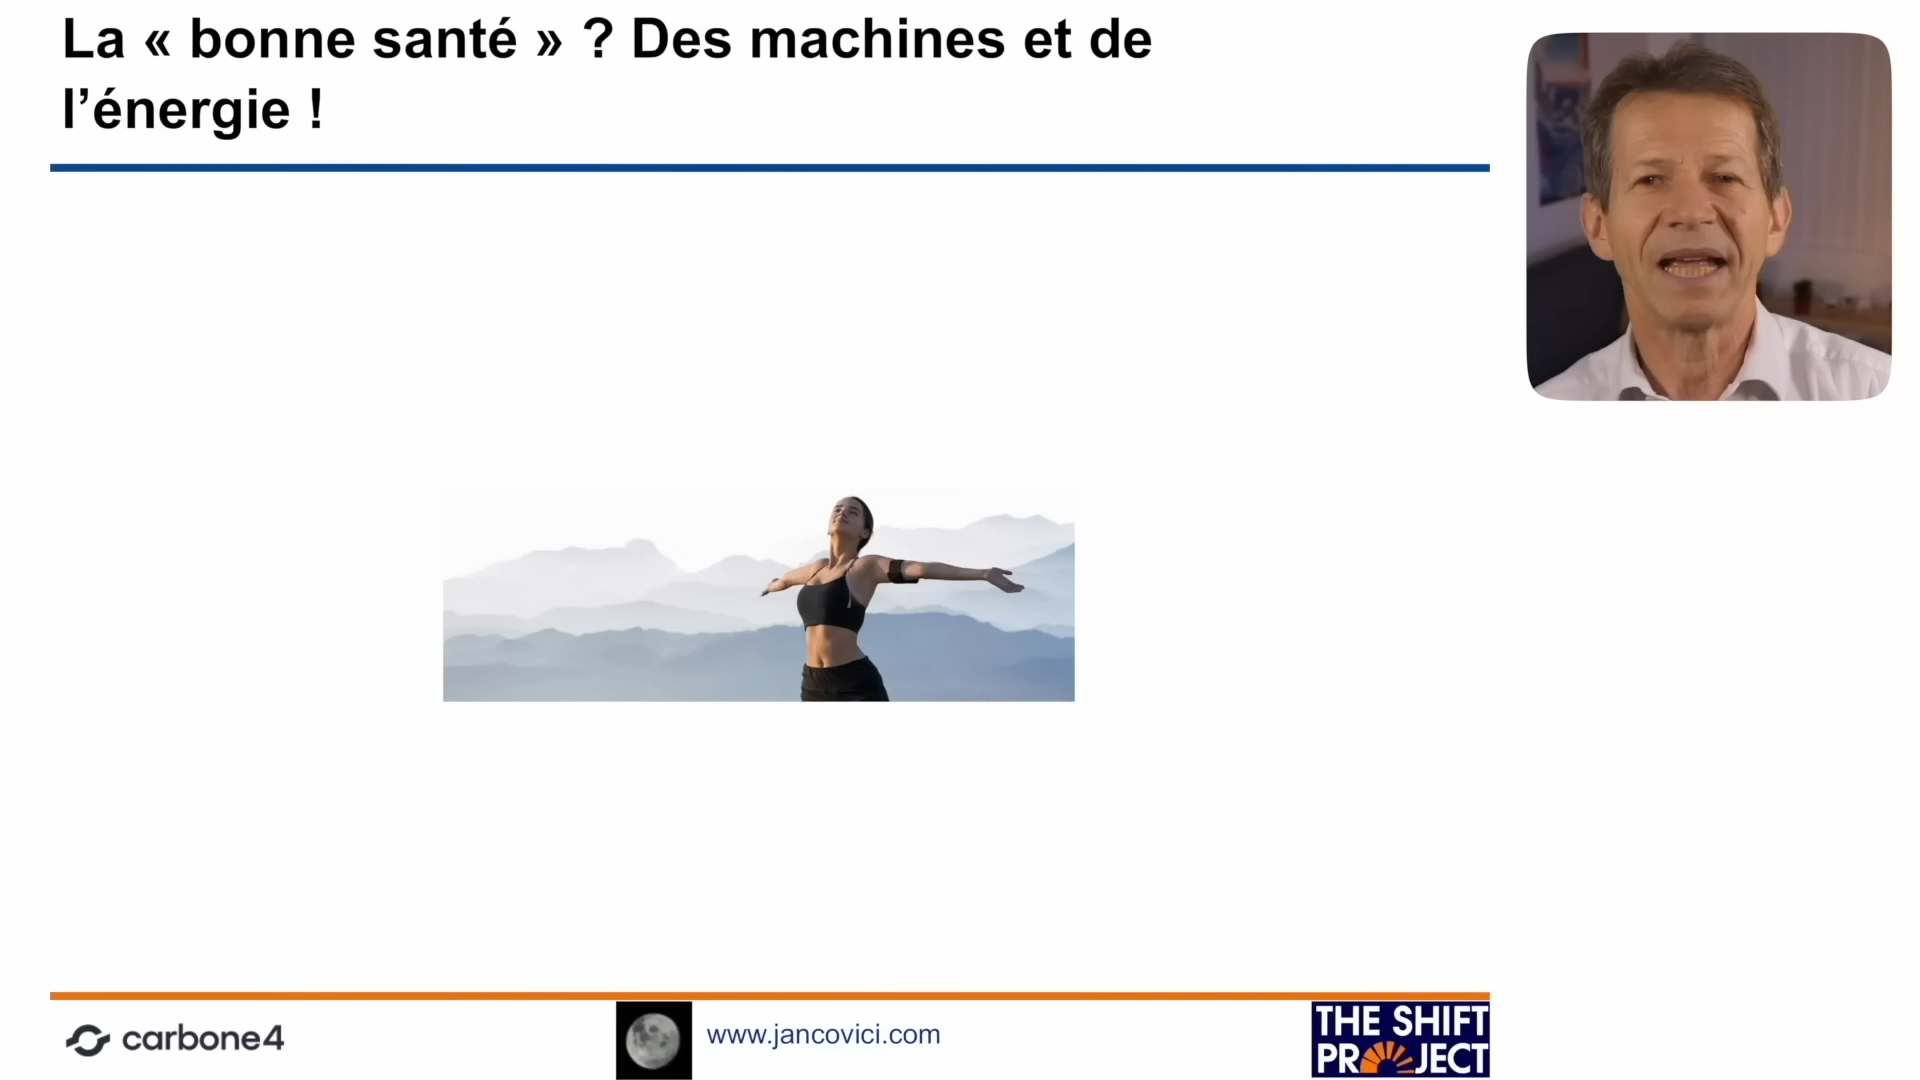 La « bonne santé » ? Des machines et de
l’énergie !
carbone4
www.jancovici.com
THE SHIFT
PROJECT